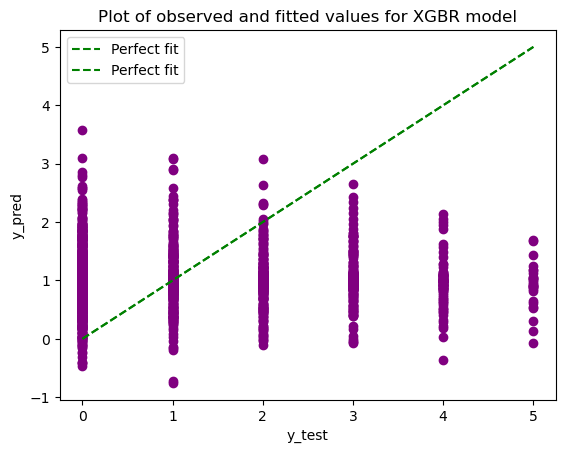 Plot of observed and fitted values for XGBR model
Perfect fit
Perfect fit
5
4
3
2
1
0
−1
y_pred
0 1 2 3 4 5
y_test